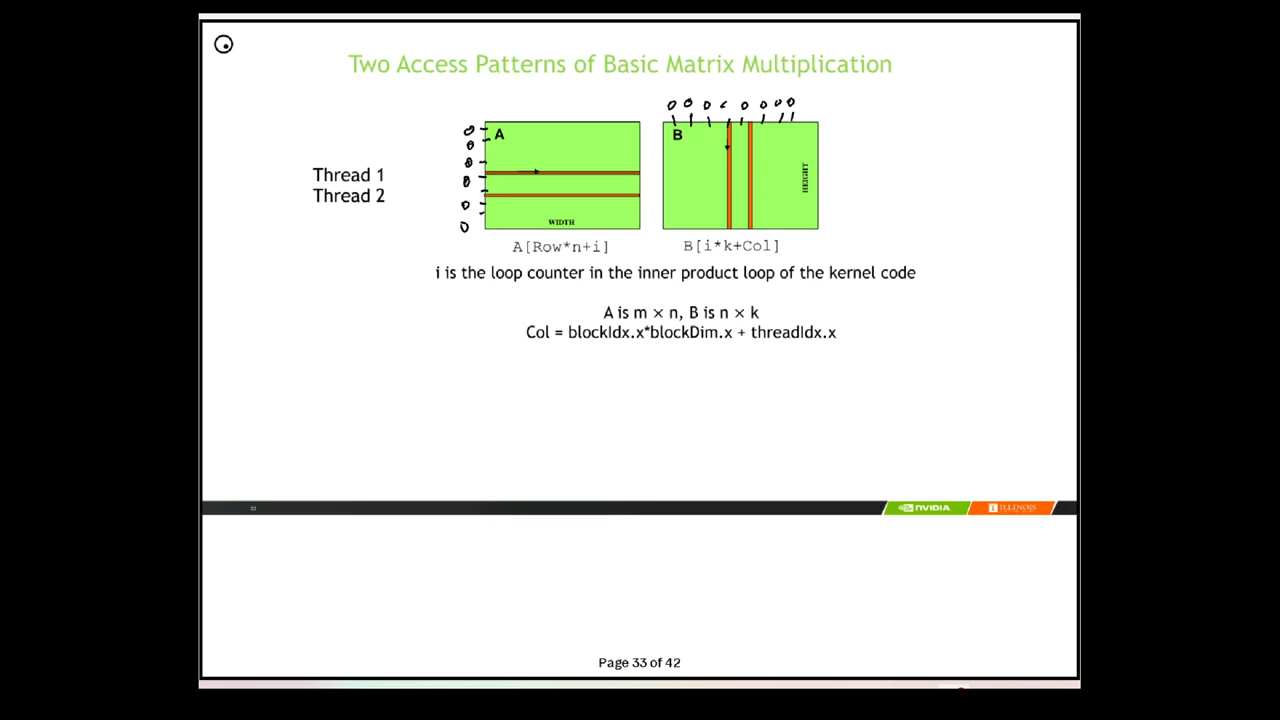 Two Access Patterns of Basic Matrix Multiplication
A
B
Thread 1
Thread 2
WIDTH
HEIGHT
A[Row*n+i]
B[i*k+Col]
i is the loop counter in the inner product loop of the kernel code
A is m × n, B is n × k
Col = blockIdx.x*blockDim.x + threadIdx.x
33
NVIDIA
I ILLINOIS
Page 33 of 42